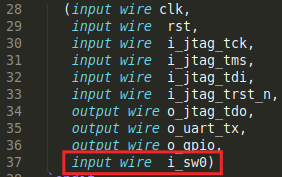 28 (input wire clk,
29 input wire rst,
30 input wire i_jtag_tck,
31 input wire i_jtag_tms,
32 input wire i_jtag_tdi,
33 input wire i_jtag_trst_n,
34 output wire o_jtag_tdo,
35 output wire o_uart_tx,
36 output wire o_gpio,
37 input wire i_sw0)
38